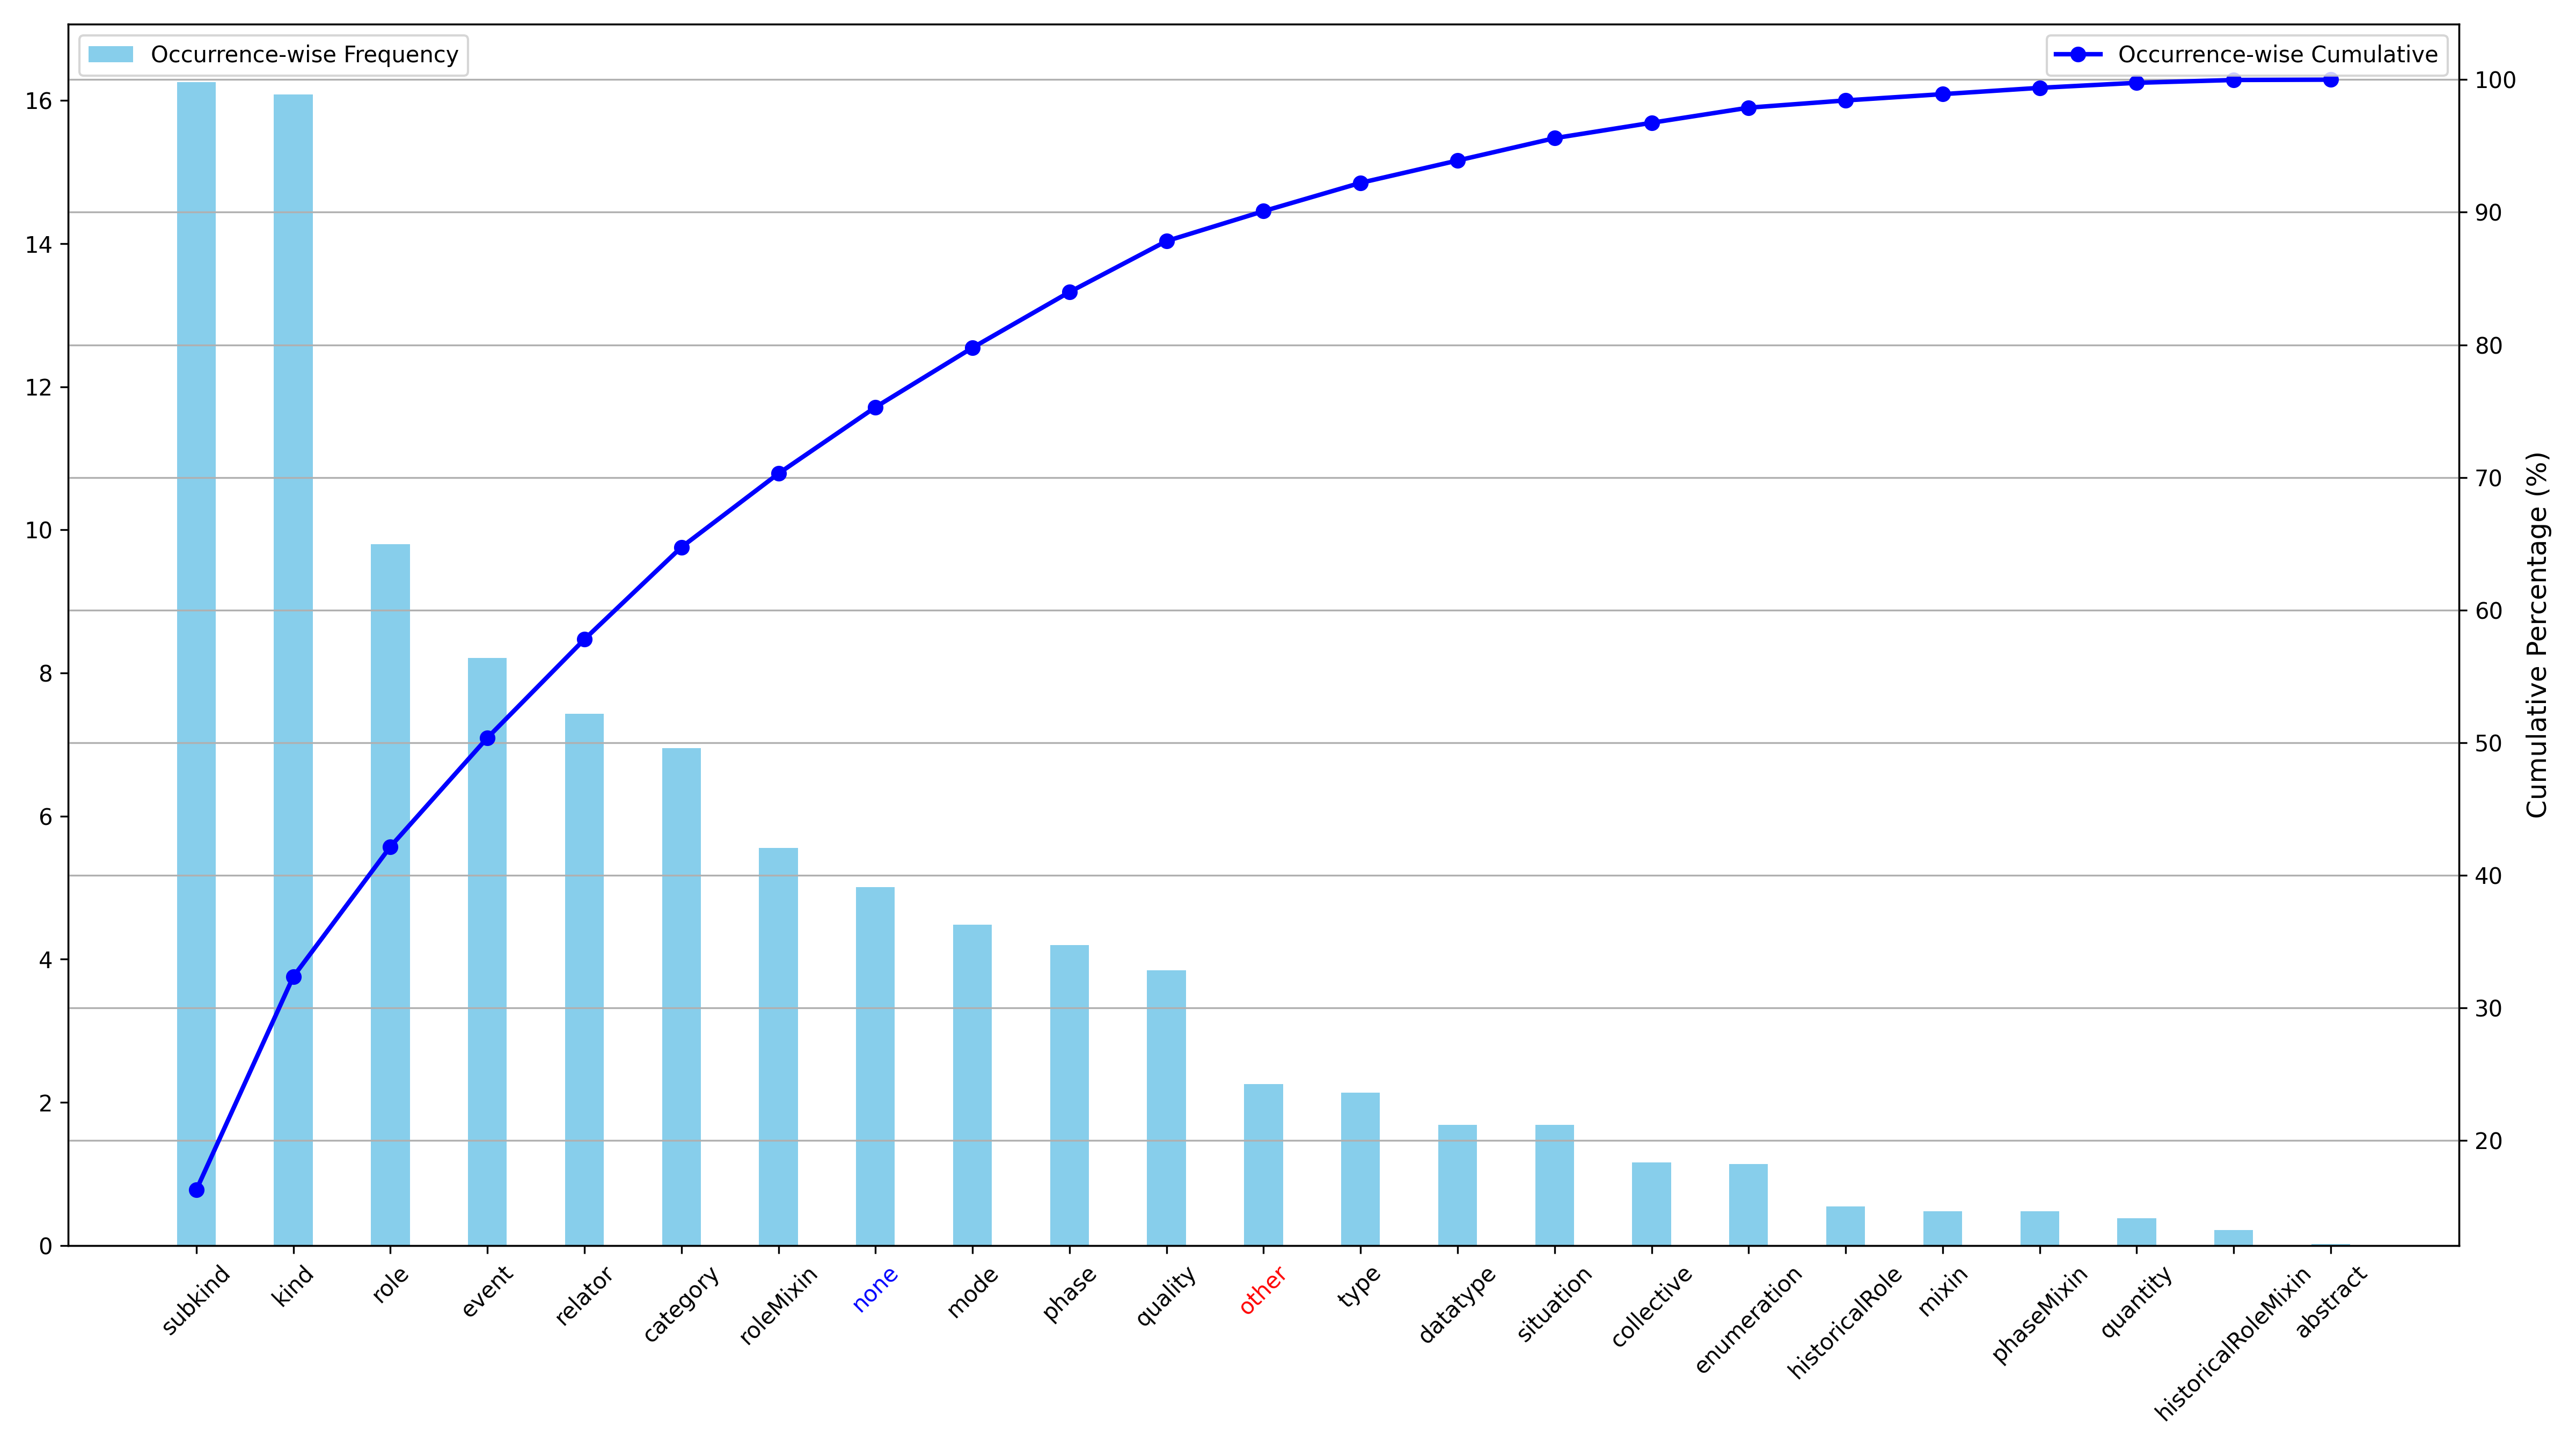 Occurrence-wise Frequency
Occurrence-wise Cumulative
16
14
12
10
8
6
4
2
0
100
90
80
70
60
50
40
30
20
Cumulative Percentage (%)
subkind
kind
role
event
relator
category
roleMixin
none
mode
phase
quality
other
type
datatype
situation
collective
enumeration
historicalRole
mixin
phaseMixin
quantity
historicalRoleMixin
abstract